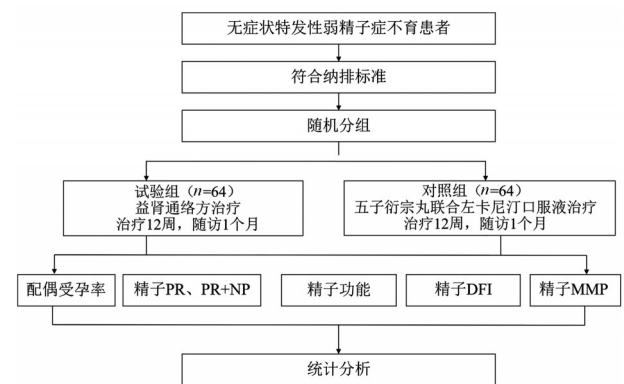 无症状特发性弱精子症不育患者
符合纳排标准
随机分组
试验组（n=64）
益肾通络方治疗
治疗12周，随访1个月
对照组（n=64）
五子衍宗丸联合左卡尼汀口服液治疗
治疗12周，随访1个月
配偶受孕率
精子PR、PR+NP
精子功能
精子DFI
精子MMP
统计分析